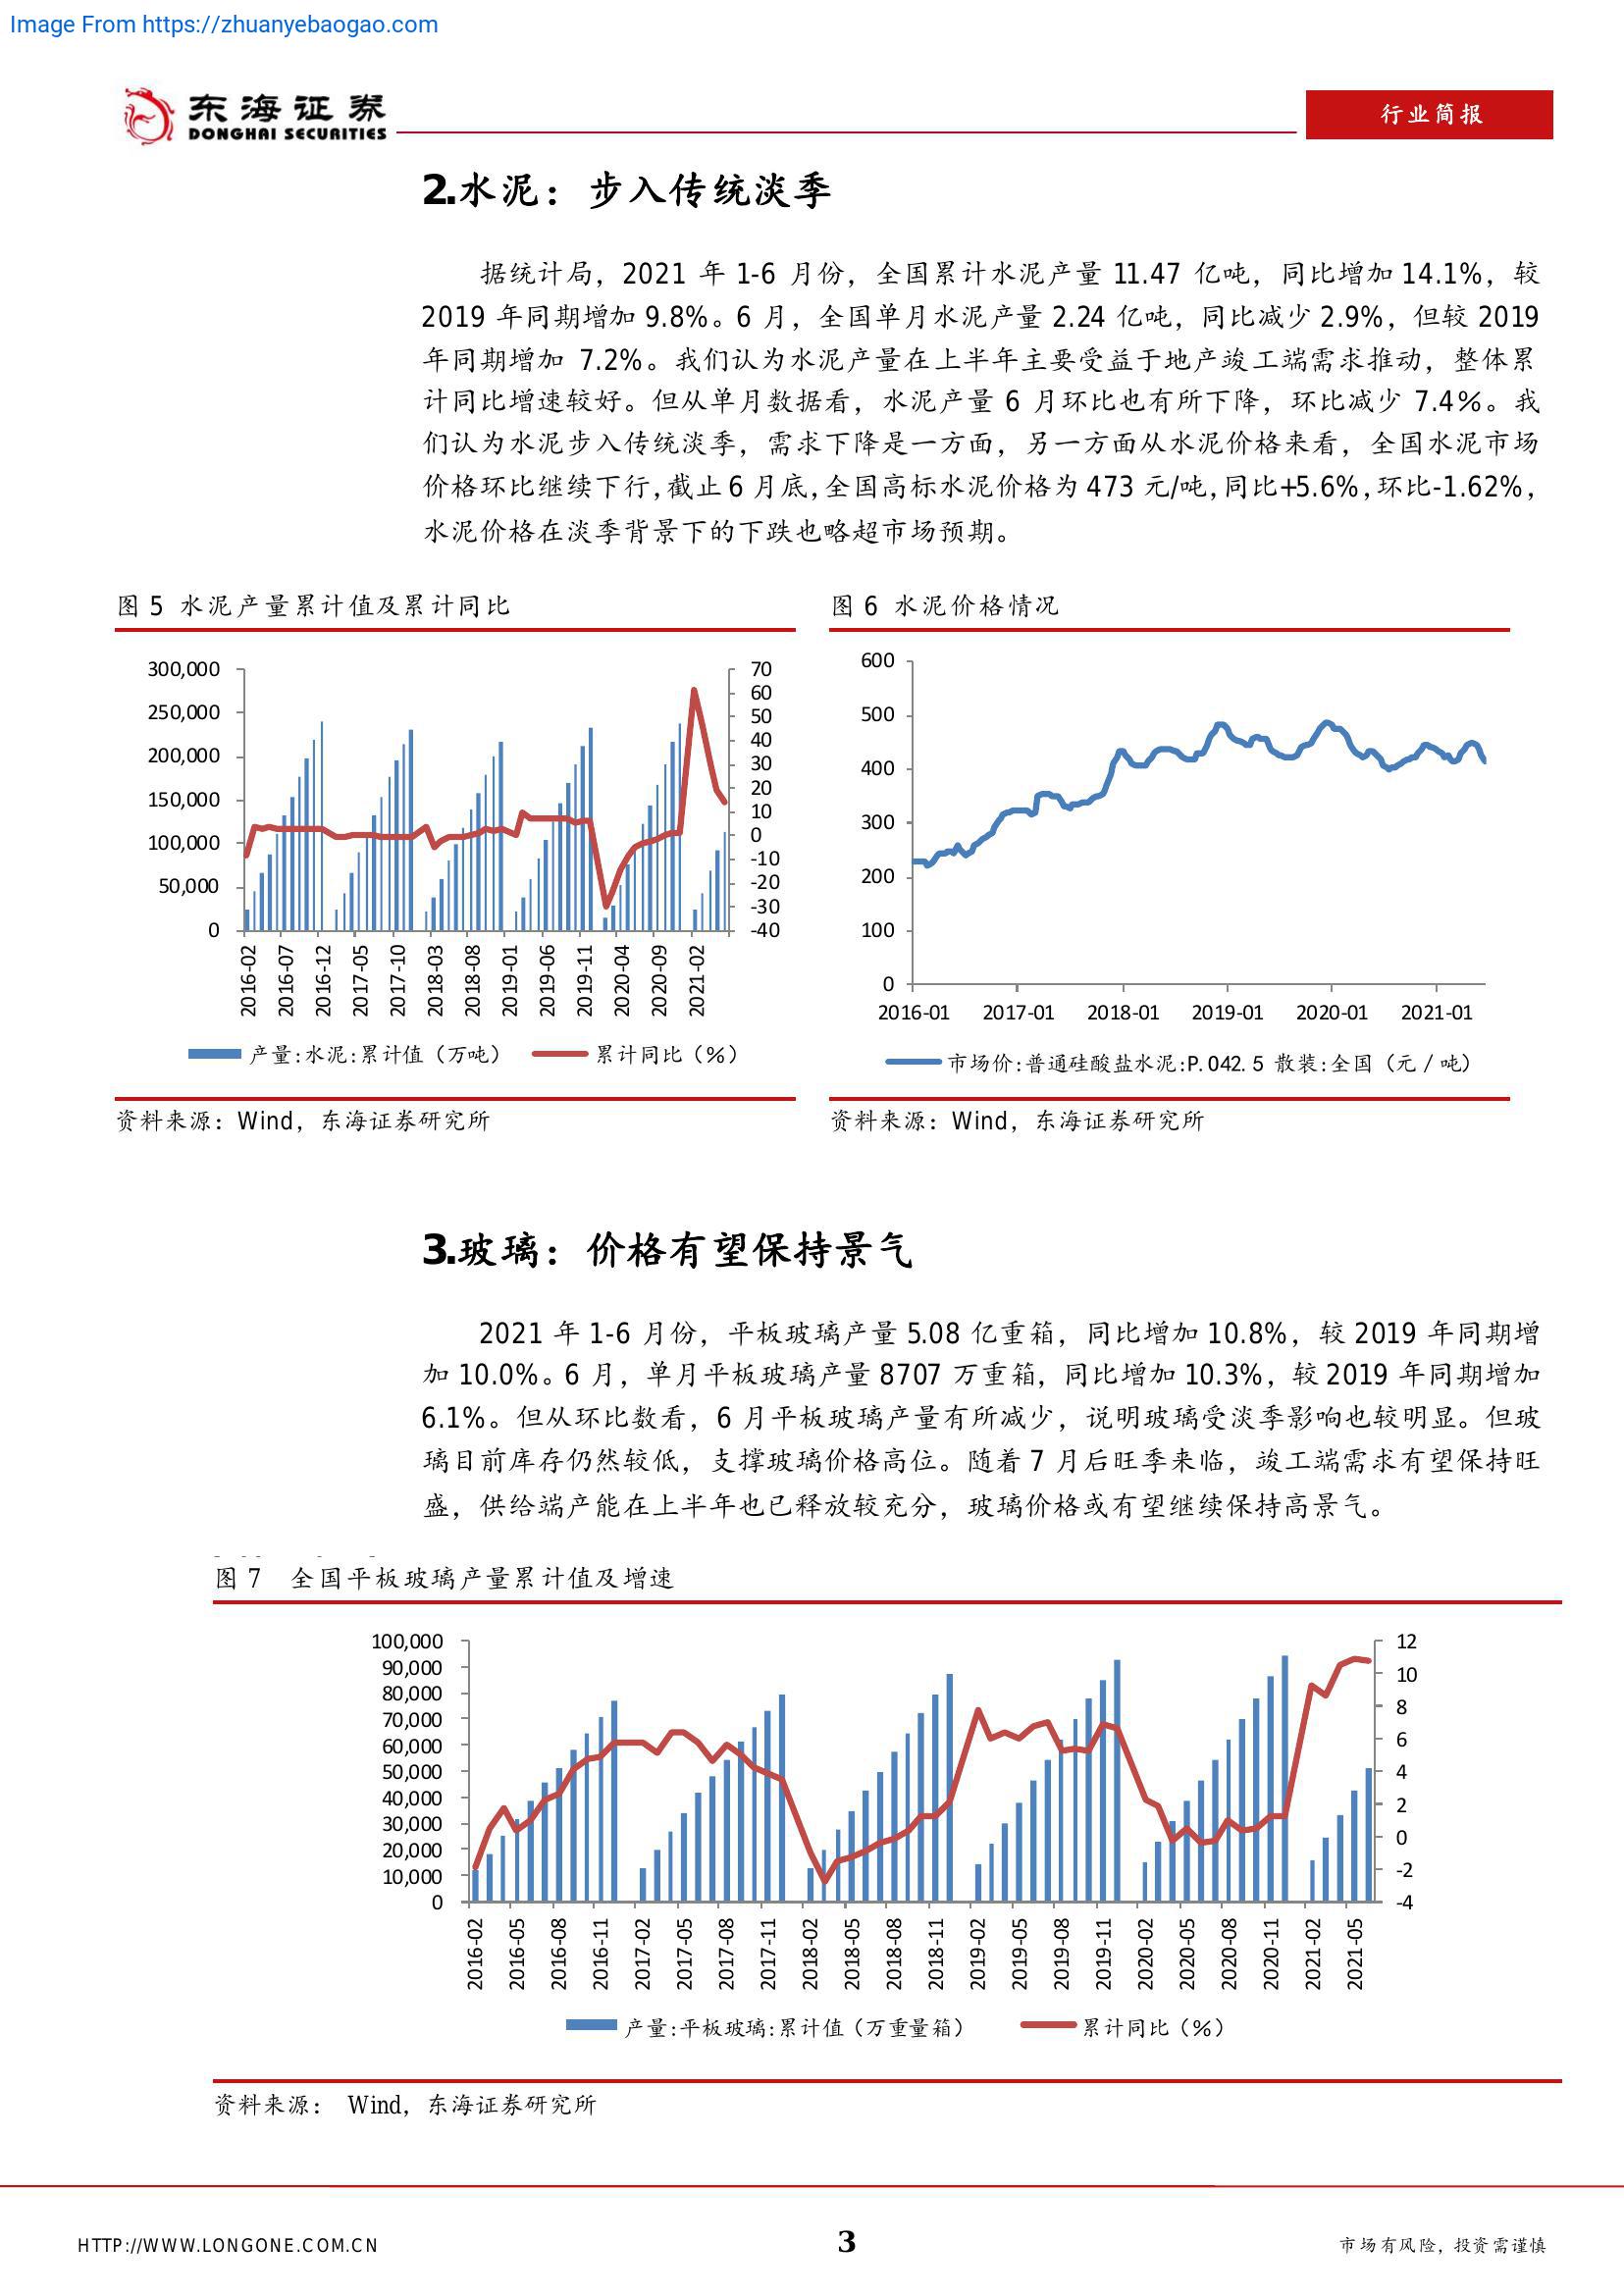 Image From https://zhuanyebaogao.com
东海证券
DONGHAI SECURITIES
行业简报
2.水泥：步入传统淡季
据统计局，2021 年 1-6 月份，全国累计水泥产量 11.47 亿吨，同比增加 14.1%，较
2019 年同期增加 9.8%。6 月，全国单月水泥产量 2.24 亿吨，同比减少 2.9%，但较 2019
年同期增加 7.2%。我们认为水泥产量在上半年主要受益于地产竣工端需求推动，整体累
计同比增速较好。但从单月数据看，水泥产量 6 月环比也有所下降，环比减少 7.4%。我
们认为水泥步入传统淡季，需求下降是一方面，另一方面从水泥价格来看，全国水泥市场
价格环比继续下行，截止 6 月底，全国高标水泥价格为 473 元/吨，同比+5.6%，环比-1.62%，
水泥价格在淡季背景下的下跌也略超市场预期。
图 5 水泥产量累计值及累计同比
300,000
250,000
200,000
150,000
100,000
50,000
0
70
60
50
40
30
20
10
0
-10
-20
-30
-40
2016-02
2016-07
2016-12
2017-05
2017-10
2018-03
2018-08
2019-01
2019-06
2019-11
2020-04
2020-09
2021-02
产量:水泥:累计值（万吨） 累计同比（%）
资料来源：Wind，东海证券研究所
图 6 水泥价格情况
600
500
400
300
200
100
0
2016-01 2017-01 2018-01 2019-01 2020-01 2021-01
市场价:普通硅酸盐水泥:P.042.5 散装:全国（元/吨）
资料来源：Wind，东海证券研究所
3.玻璃：价格有望保持景气
2021 年 1-6 月份，平板玻璃产量 5.08 亿重箱，同比增加 10.8%，较 2019 年同期增
加 10.0%。6 月，单月平板玻璃产量 8707 万重箱，同比增加 10.3%，较 2019 年同期增加
6.1%。但从环比数看，6 月平板玻璃产量有所减少，说明玻璃受淡季影响也较明显。但玻
璃目前库存仍然较低，支撑玻璃价格高位。随着 7 月后旺季来临，竣工端需求有望保持旺
盛，供给端产能在上半年也已释放较充分，玻璃价格或有望继续保持高景气。
图 7 全国平板玻璃产量累计值及增速
100,000
90,000
80,000
70,000
60,000
50,000
40,000
30,000
20,000
10,000
0
12
10
8
6
4
2
0
-2
-4
2016-02
2016-05
2016-08
2016-11
2017-02
2017-05
2017-08
2017-11
2018-02
2018-05
2018-08
2018-11
2019-02
2019-05
2019-08
2019-11
2020-02
2020-05
2020-08
2020-11
2021-02
2021-05
产量:平板玻璃:累计值（万重量箱） 累计同比（%）
资料来源： Wind，东海证券研究所
HTTP://WWW.LONGONE.COM.CN
3
市场有风险，投资需谨慎